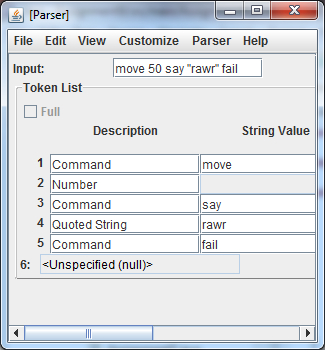 [Parser]
File Edit View Customize Parser Help
Input: move 50 say "rawr" fail
Token List
Full
Description String Value
1 Command move
2 Number
3 Command say
4 Quoted String rawr
5 Command fail
6: <Unspecified (null)>